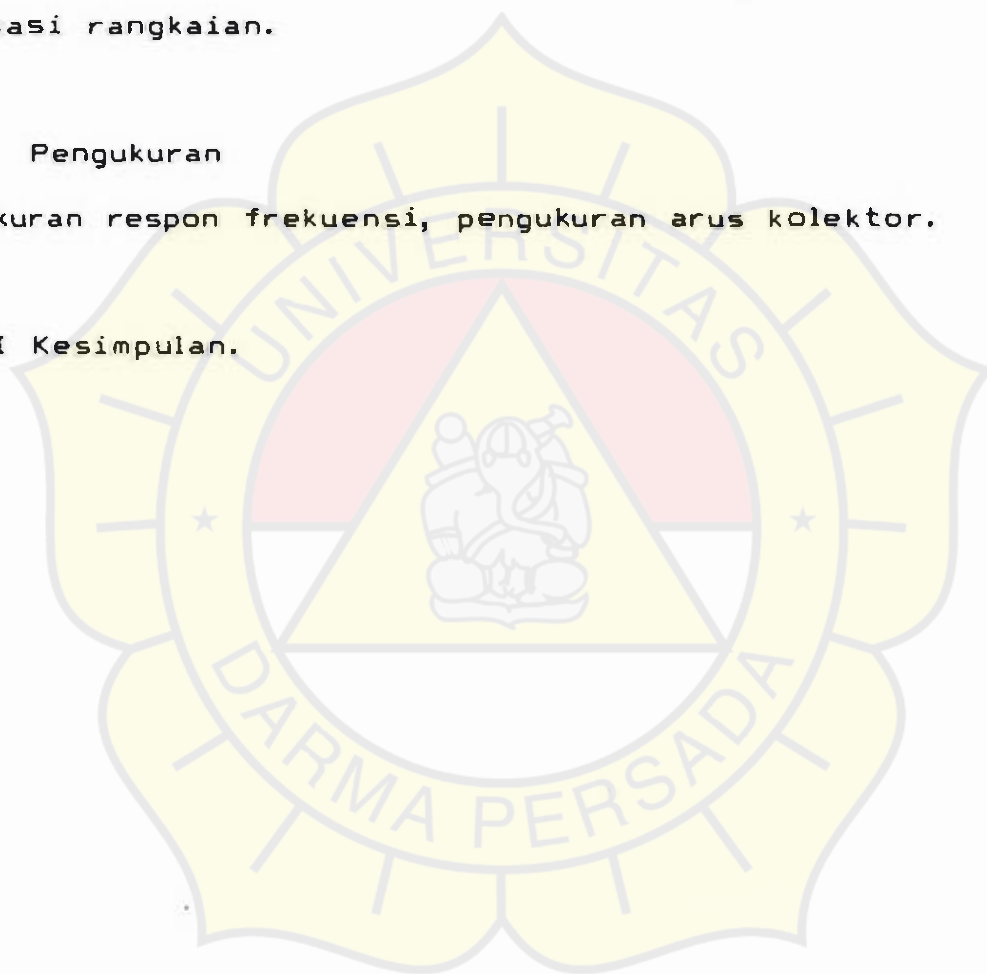 asi rangkaian.
Pengukuran
kuran respon frekuensi, pengukuran arus kolektor.
I Kesimpulan.
UNIVERSITAS
DARMA PERSADA